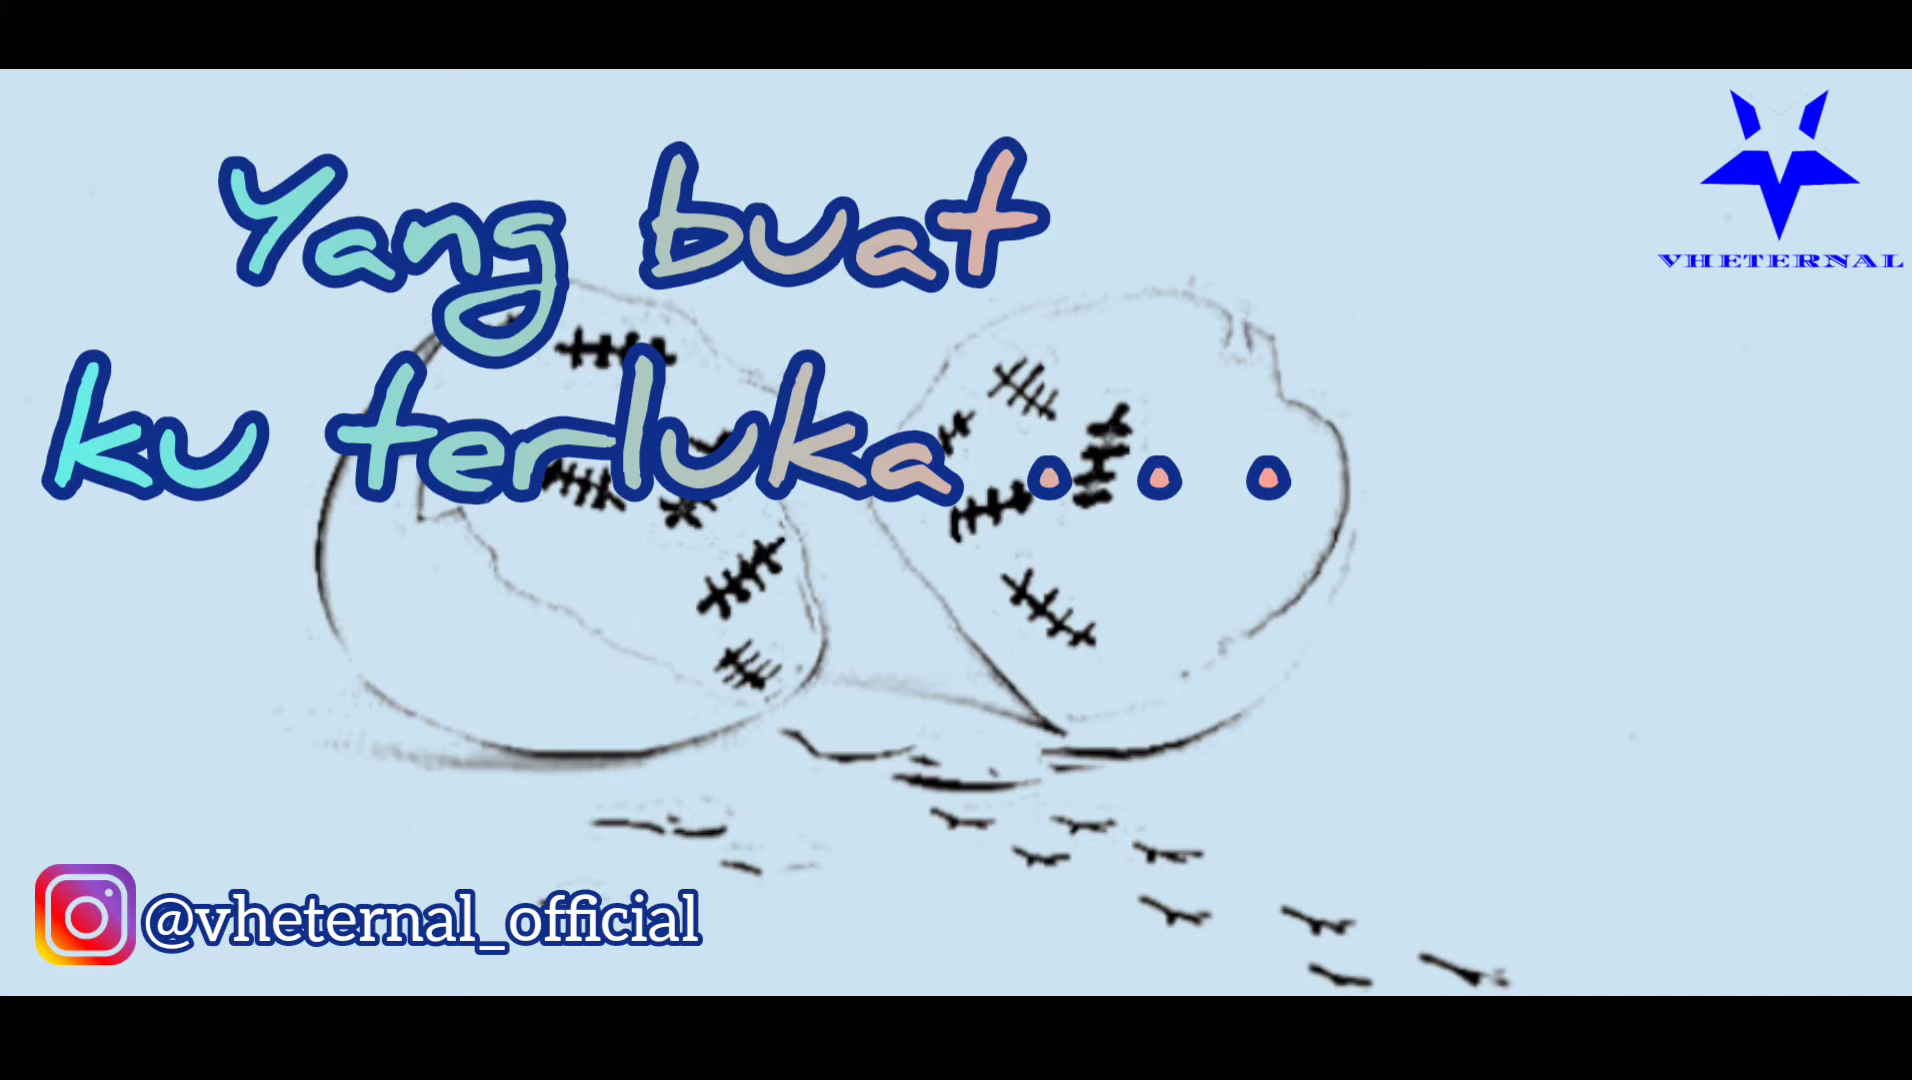 Yang buat
ku terluka . . .
VHETERNAL
@vheternal_official